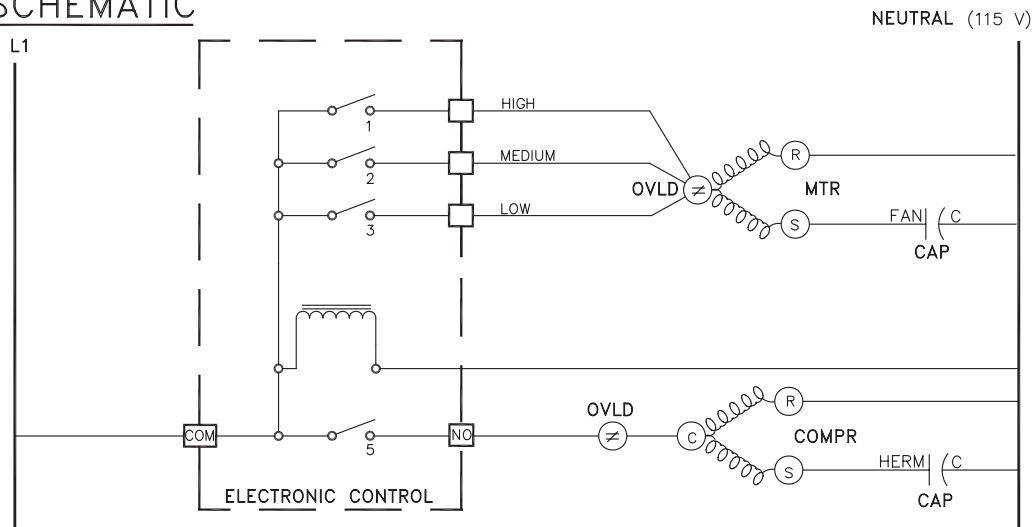 SCHEMATIC
NEUTRAL (115 V)
L1
HIGH
1
MEDIUM
2
R
OVLD ≠
MTR
LOW
3
S
FAN
C
CAP
OVLD
R
COM
NO
≠
C
COMPR
5
S
HERM
C
CAP
ELECTRONIC CONTROL